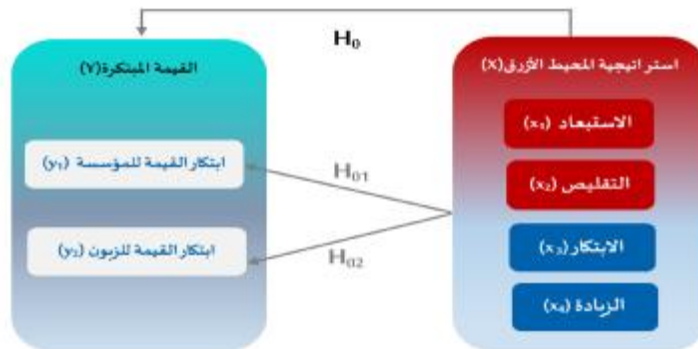 H₀
استراتيجية المحيط الأزرق(X)
الاستبعاد (x₁)
التقليص (x₂)
الابتكار (x₃)
الزيادة (x₄)
H₀₁
H₀₂
القيمة المبتكرة(Y)
ابتكار القيمة للمؤسسة (y₁)
ابتكار القيمة للزبون (y₂)